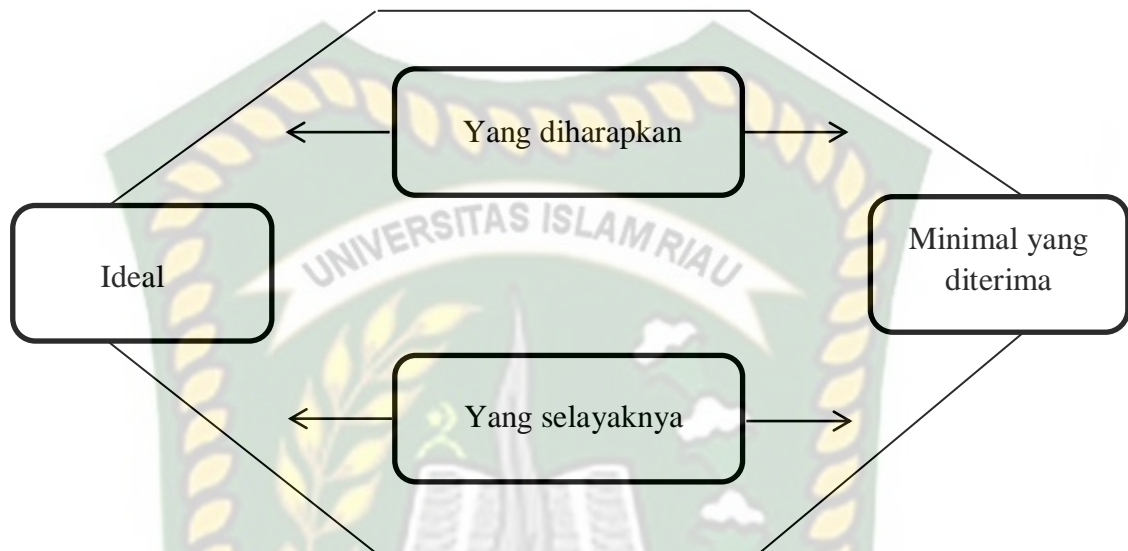 Yang diharapkan
UNIVERSITAS ISLAM RIAU
Ideal
Minimal yang
diterima
Yang selayaknya